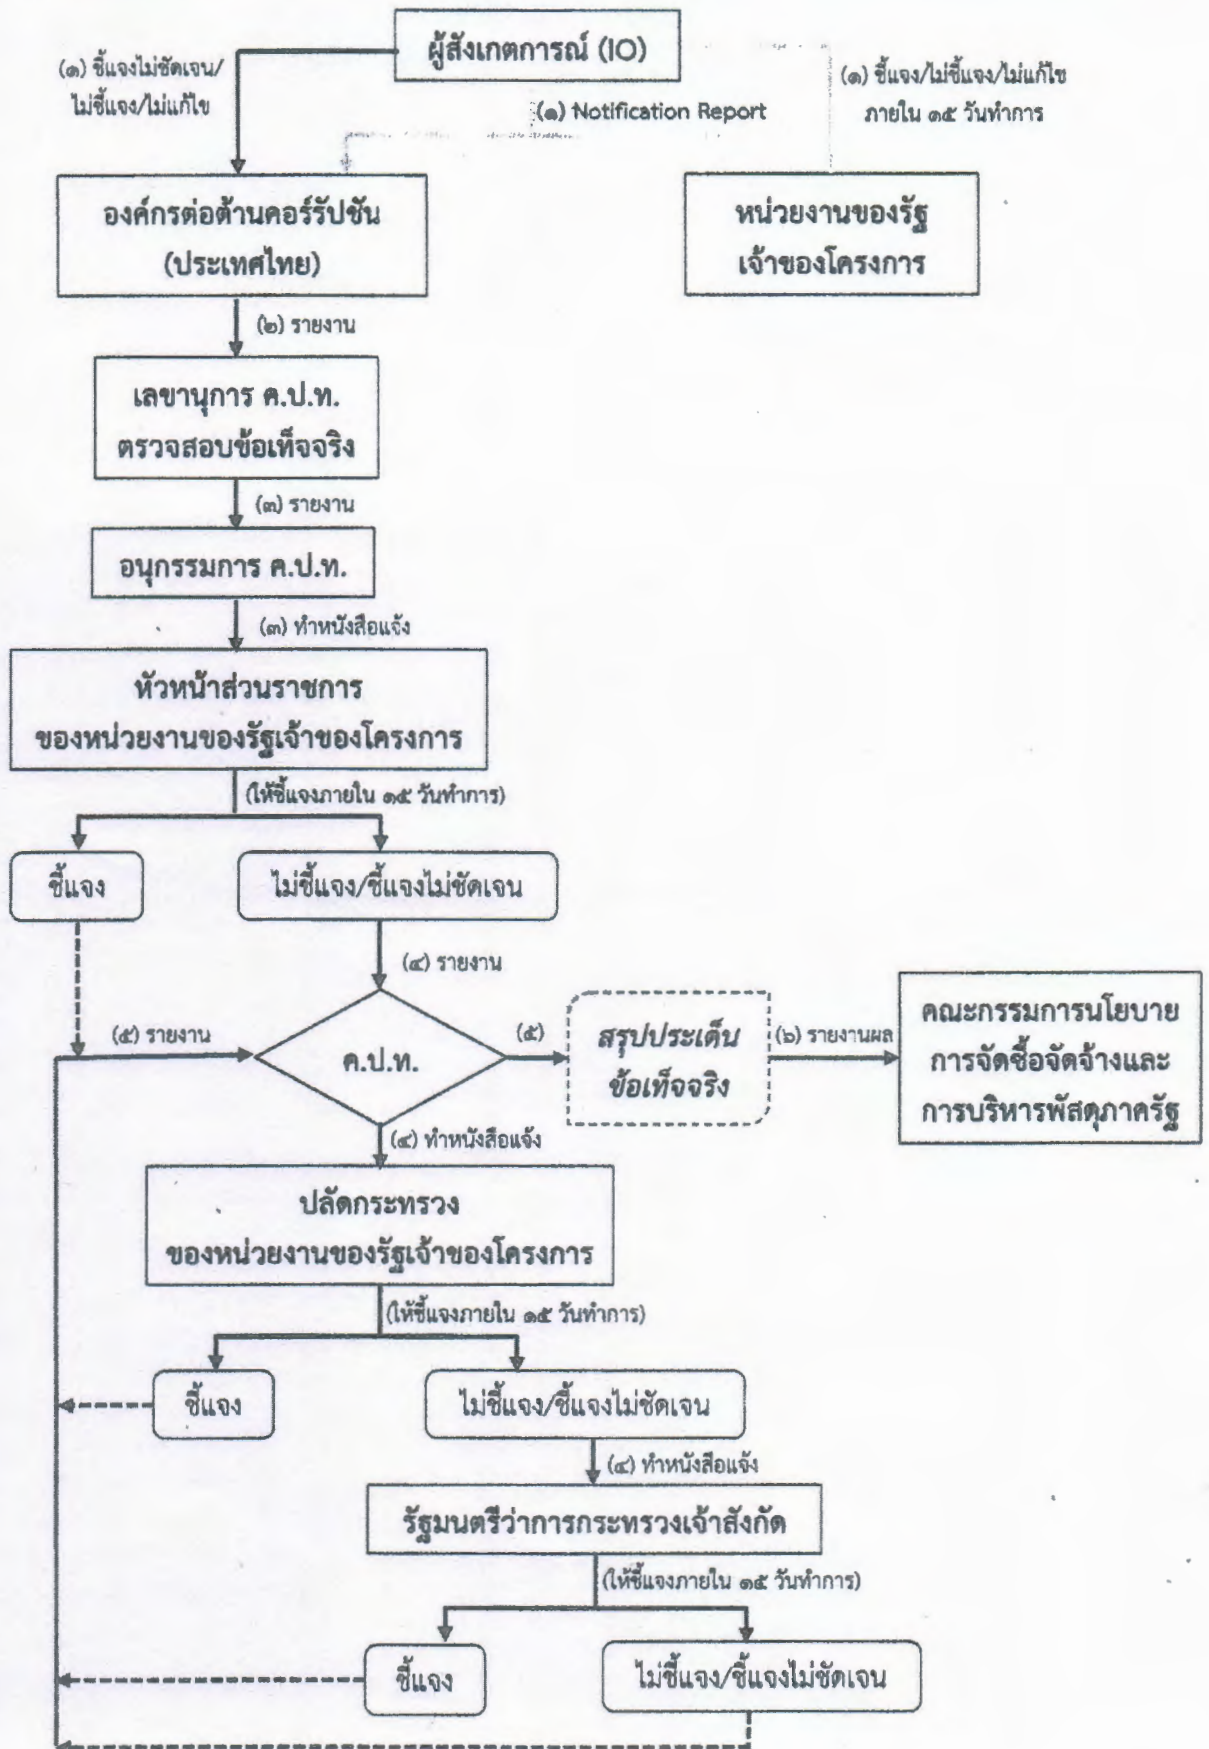 ผู้สังเกตการณ์ (IO)
(๑) ชี้แจงไม่ชัดเจน/
ไม่ชี้แจง/ไม่แก้ไข
(๑) Notification Report
(๑) ชี้แจง/ไม่ชี้แจง/ไม่แก้ไข
ภายใน ๑๕ วันทำการ
องค์กรต่อต้านคอร์รัปชัน
(ประเทศไทย)
หน่วยงานของรัฐ
เจ้าของโครงการ
(๒) รายงาน
เลขานุการ ค.ป.ท.
ตรวจสอบข้อเท็จจริง
(๓) รายงาน
อนุกรรมการ ค.ป.ท.
(๓) ทำหนังสือแจ้ง
หัวหน้าส่วนราชการ
ของหน่วยงานของรัฐเจ้าของโครงการ
(ให้ชี้แจงภายใน ๑๕ วันทำการ)
ชี้แจง
ไม่ชี้แจง/ชี้แจงไม่ชัดเจน
(๔) รายงาน
(๕) รายงาน
ค.ป.ท.
(๕)
สรุปประเด็น
ข้อเท็จจริง
(๖) รายงานผล
คณะกรรมการนโยบาย
การจัดซื้อจัดจ้างและ
การบริหารพัสดุภาครัฐ
(๔) ทำหนังสือแจ้ง
ปลัดกระทรวง
ของหน่วยงานของรัฐเจ้าของโครงการ
(ให้ชี้แจงภายใน ๑๕ วันทำการ)
ชี้แจง
ไม่ชี้แจง/ชี้แจงไม่ชัดเจน
(๔) ทำหนังสือแจ้ง
รัฐมนตรีว่าการกระทรวงเจ้าสังกัด
(ให้ชี้แจงภายใน ๑๕ วันทำการ)
ชี้แจง
ไม่ชี้แจง/ชี้แจงไม่ชัดเจน